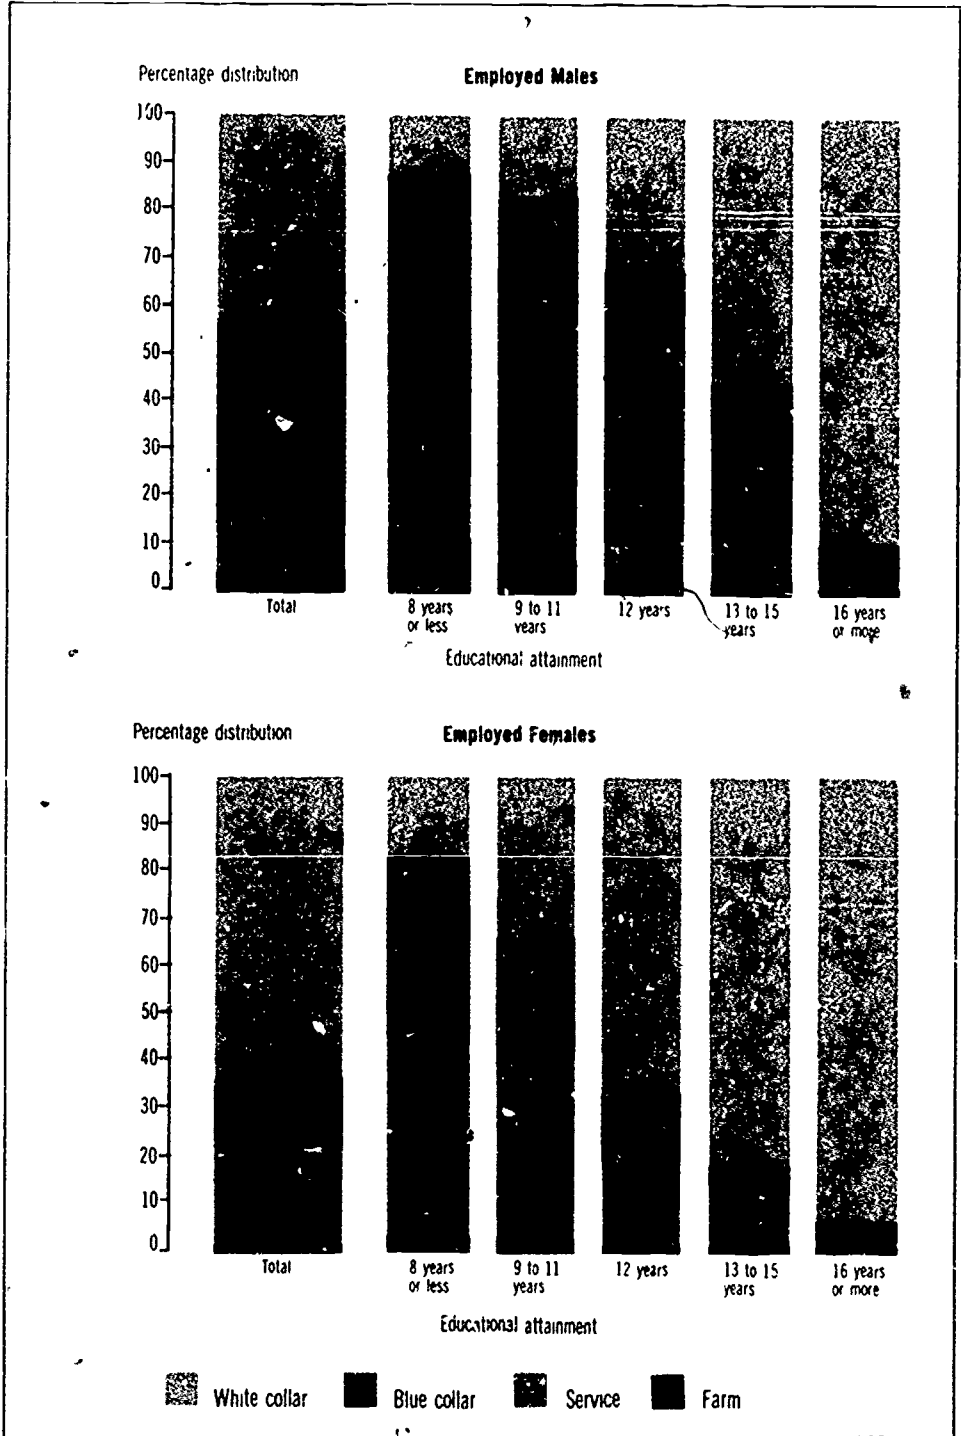 Percentage distribution
Employed Males
100
90
80
70
60
50
40
30
20
10
0
Total
8 years
or less
9 to 11
years
12 years
13 to 15
years
16 years
or more
Educational attainment
Percentage distribution
Employed Females
100
90
80
70
60
50
40
30
20
10
0
Total
8 years
or less
9 to 11
years
12 years
13 to 15
years
16 years
or more
Educational attainment
White collar
Blue collar
Service
Farm